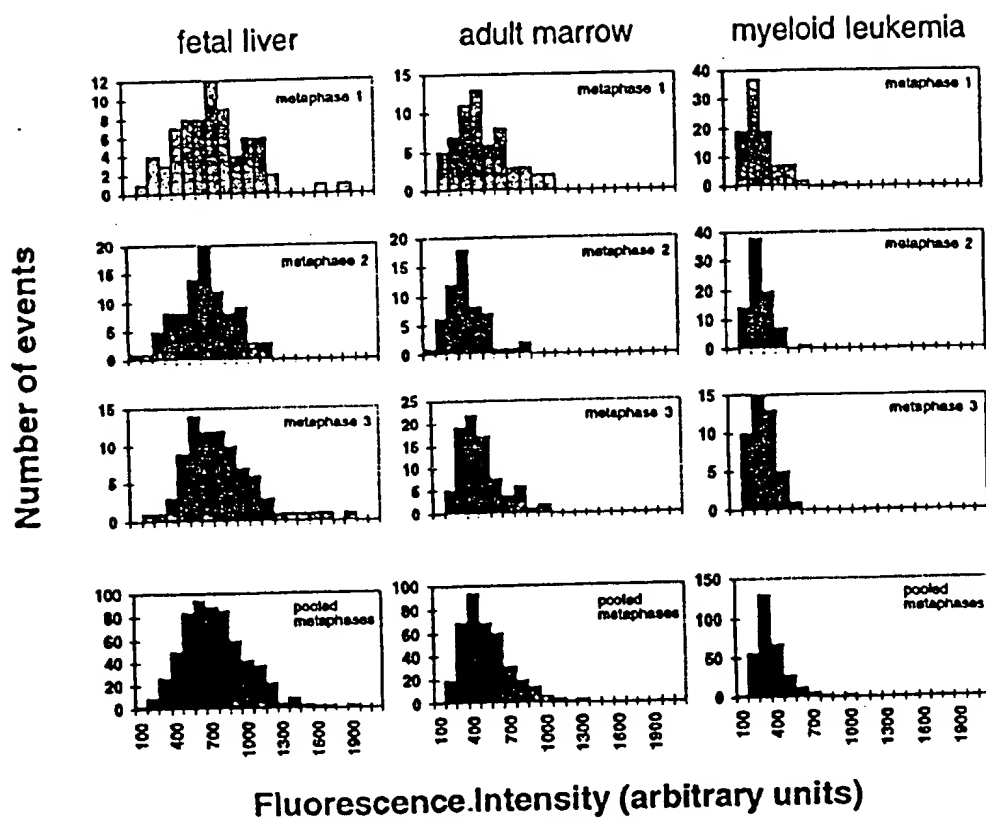 fetal liver
adult marrow
myeloid leukemia
Number of events
12
10
8
6
4
2
0
metaphase 1
15
10
5
0
metaphase 1
40
30
20
10
0
metaphase 1
20
15
10
5
0
metaphase 2
20
15
10
5
0
metaphase 2
40
30
20
10
0
metaphase 2
15
10
5
0
metaphase 3
25
20
15
10
5
0
metaphase 3
15
10
5
0
metaphase 3
100
80
60
40
20
0
pooled
metaphases
100
80
60
40
20
0
pooled
metaphases
150
100
50
0
pooled
metaphases
100 400 700 1000 1300 1600 1900
100 400 700 1000 1300 1600 1900
100 400 700 1000 1300 1600 1900
Fluorescence.Intensity (arbitrary units)